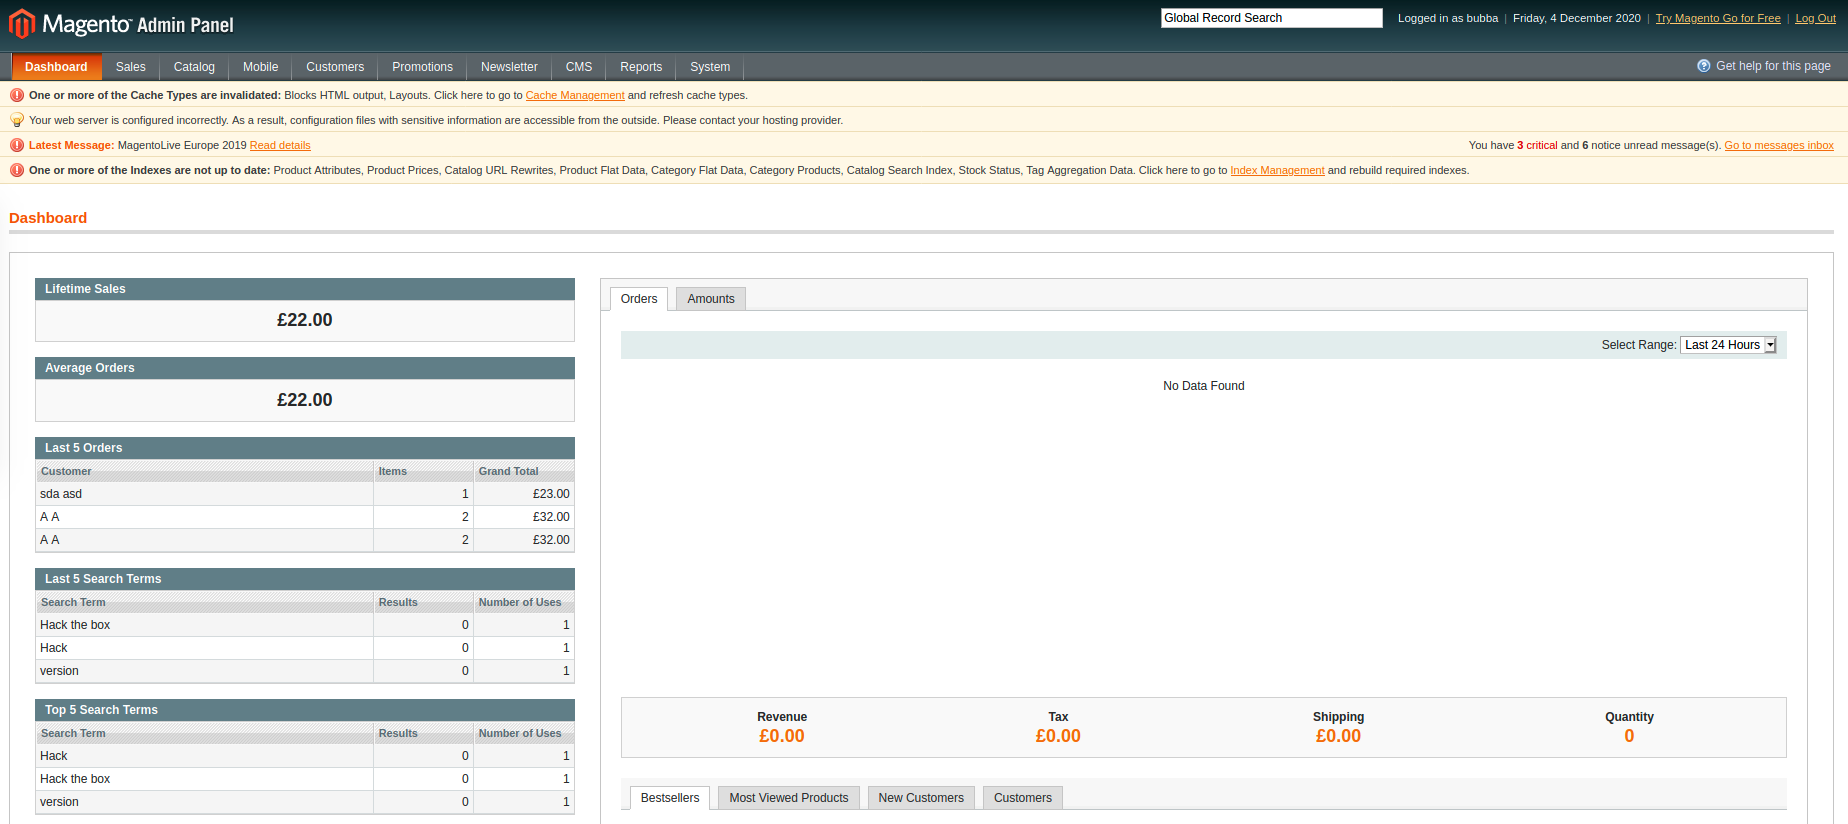 Magento™ Admin Panel
Global Record Search
Logged in as bubba | Friday, 4 December 2020 | Try Magento Go for Free | Log Out
Dashboard Sales Catalog Mobile Customers Promotions Newsletter CMS Reports System
Get help for this page
One or more of the Cache Types are invalidated: Blocks HTML output, Layouts. Click here to go to Cache Management and refresh cache types.
Your web server is configured incorrectly. As a result, configuration files with sensitive information are accessible from the outside. Please contact your hosting provider.
Latest Message: MagentoLive Europe 2019 Read details
You have 3 critical and 6 notice unread message(s). Go to messages inbox
One or more of the Indexes are not up to date: Product Attributes, Product Prices, Catalog URL Rewrites, Product Flat Data, Category Flat Data, Category Products, Catalog Search Index, Stock Status, Tag Aggregation Data. Click here to go to Index Management and rebuild required indexes.
Dashboard
Lifetime Sales
£22.00
Average Orders
£22.00
Last 5 Orders
Customer Items Grand Total
sda asd 1 £23.00
A A 2 £32.00
A A 2 £32.00
Last 5 Search Terms
Search Term Results Number of Uses
Hack the box 0 1
Hack 0 1
version 0 1
Top 5 Search Terms
Search Term Results Number of Uses
Hack 0 1
Hack the box 0 1
version 0 1
Orders Amounts
Select Range: Last 24 Hours
No Data Found
Revenue Tax Shipping Quantity
£0.00 £0.00 £0.00 0
Bestsellers Most Viewed Products New Customers Customers